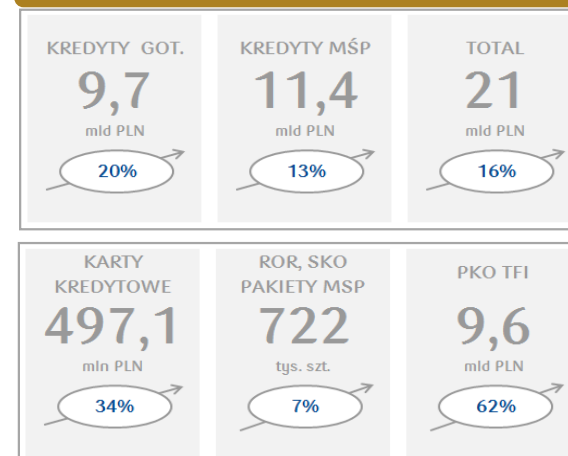 KREDYTY GOT.
9,7
mld PLN
20%
KREDYTY MŚP
11,4
mld PLN
13%
TOTAL
21
mld PLN
16%
KARTY
KREDYTOWE
497,1
mln PLN
34%
ROR, SKO
PAKIETY MSP
722
tys. szt.
7%
PKO TFI
9,6
mld PLN
62%